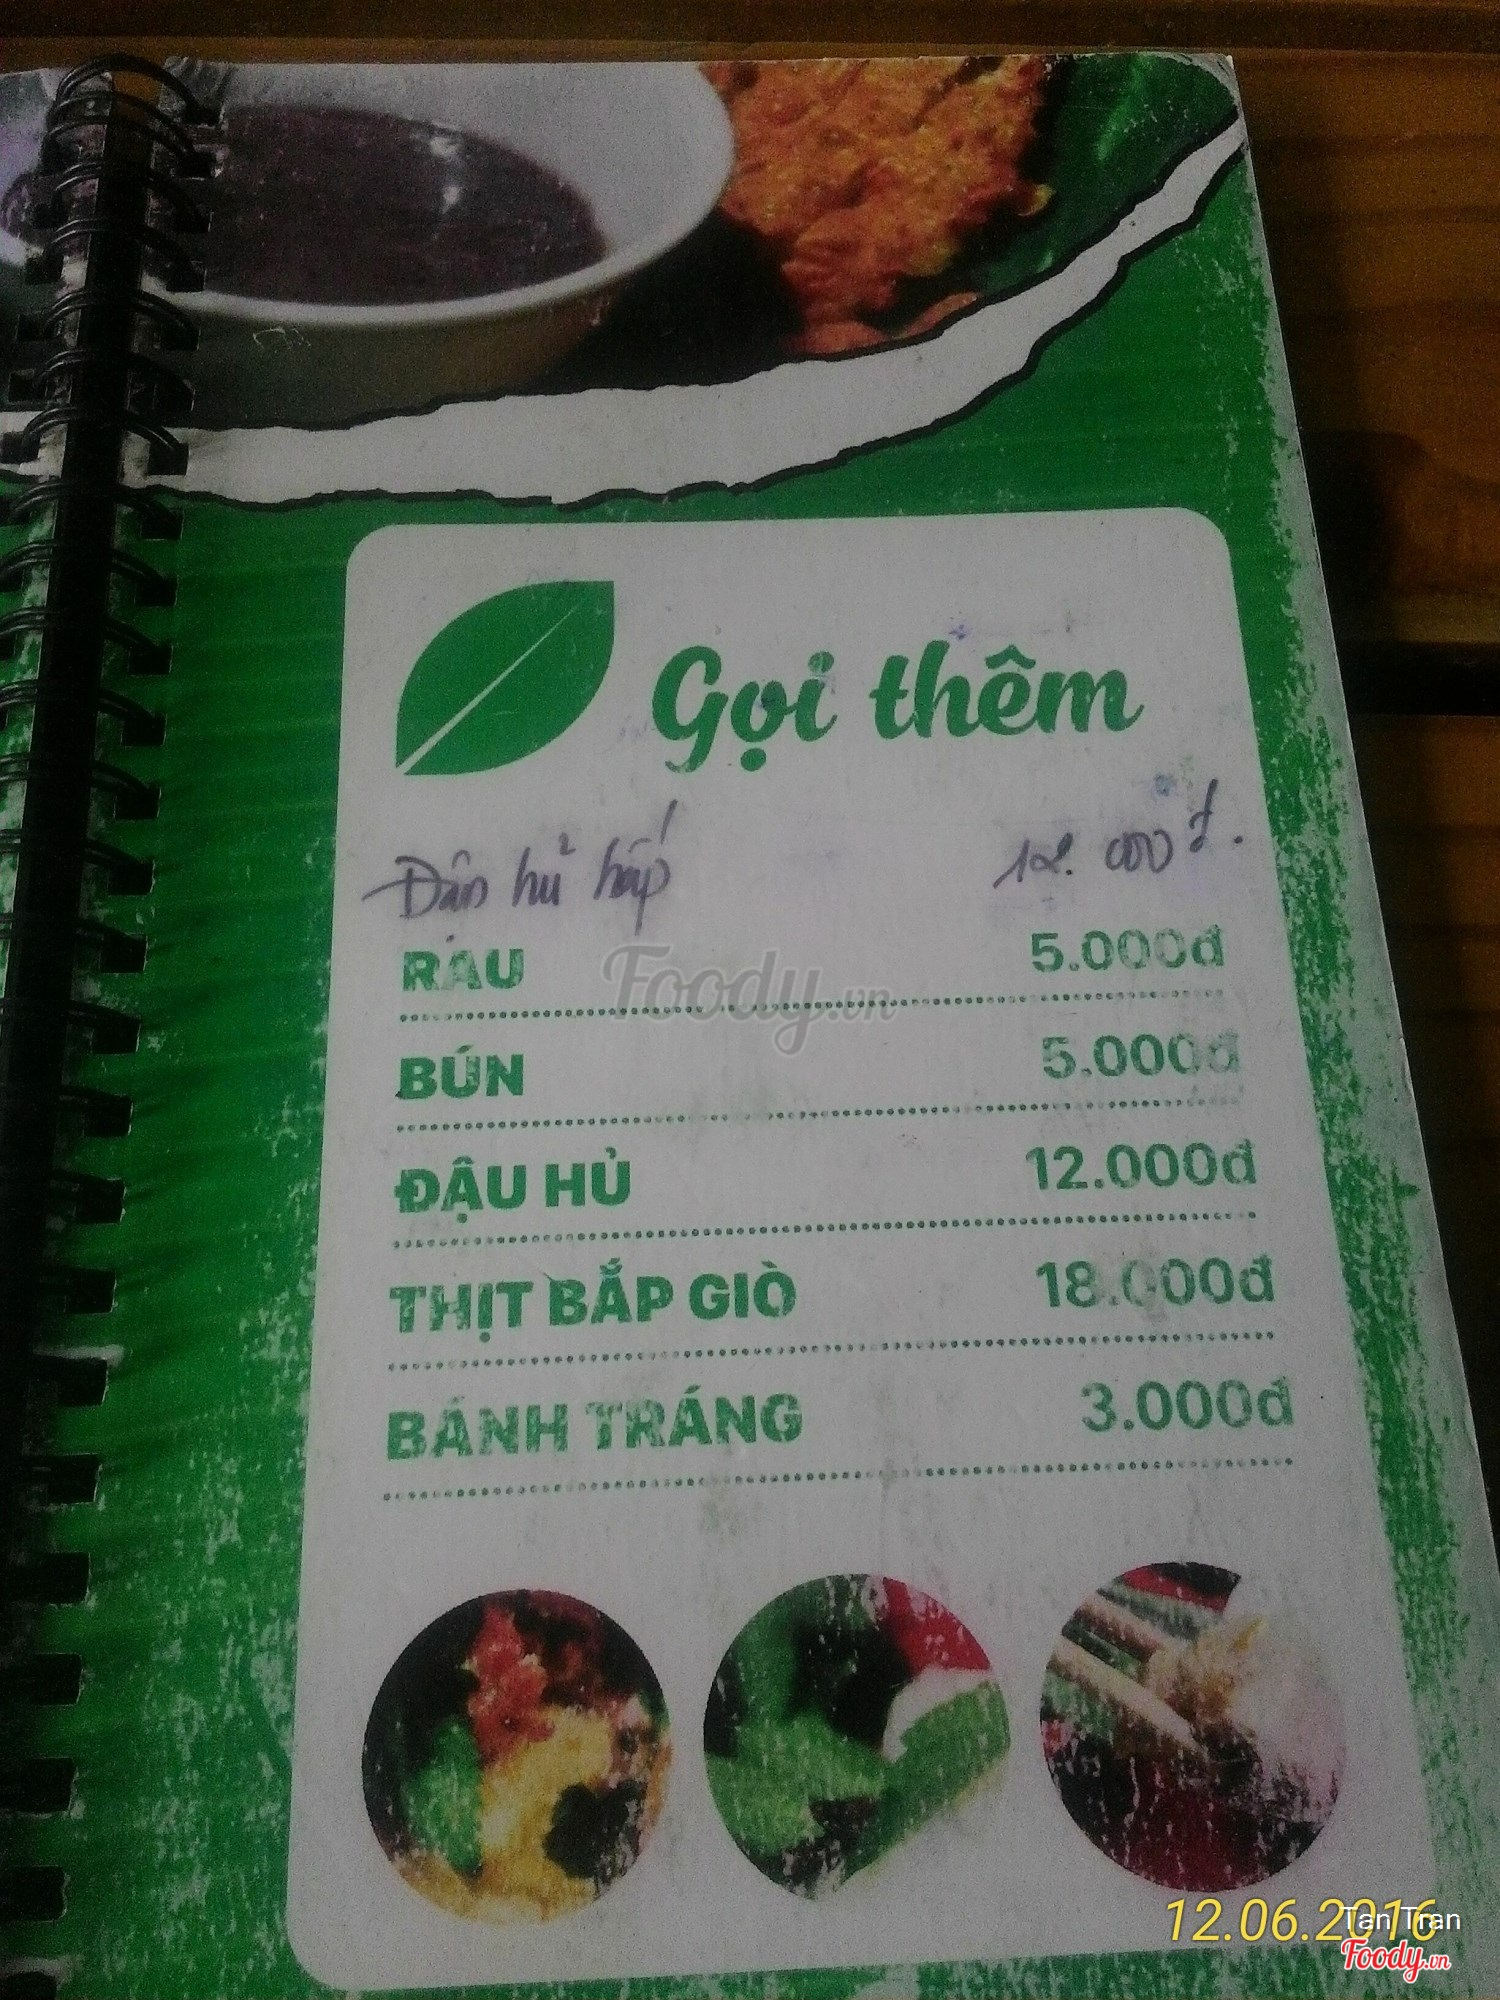 Gọi thêm
Đậu hủ hấp 12.000đ.
RAU 5.000đ
BÚN 5.000đ
ĐẬU HỦ 12.000đ
THỊT BẮP GIÒ 18.000đ
BÁNH TRÁNG 3.000đ
Foody.vn
12.06.2016
Tan Tran
Foody.vn